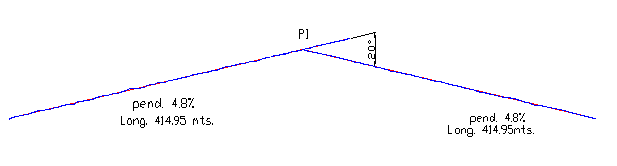 PI
20°
pend. 4.8%
Long. 414.95 mts.
pend. 4.8%
Long. 414.95mts.